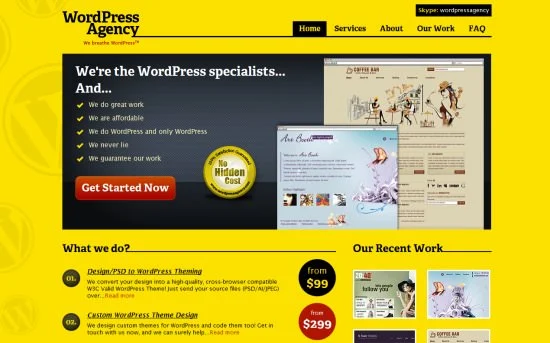 WordPress
Agency
We breathe WordPress™
Skype: wordpressagency
Home Services About Our Work FAQ
We're the WordPress specialists...
And...
We do great work
We are affordable
We do WordPress and only WordPress
We never lie
We guarantee our work
Get Started Now
No
Hidden
Cost
COFFEE BAR
Art Booth
What we do?
01. Design/PSD to WordPress Theming
We convert your design into a high-quality, cross-browser compatible
W3C Valid WordPress Theme! Just send your source files (PSD/AI/JPEG)
over...Read more
from
$99
02. Custom WordPress Theme Design
We design custom themes for WordPress and code them too! Get in
touch with us now, and we can surely help...Read more
from
$299
Our Recent Work
follow you
COFFEE BAR